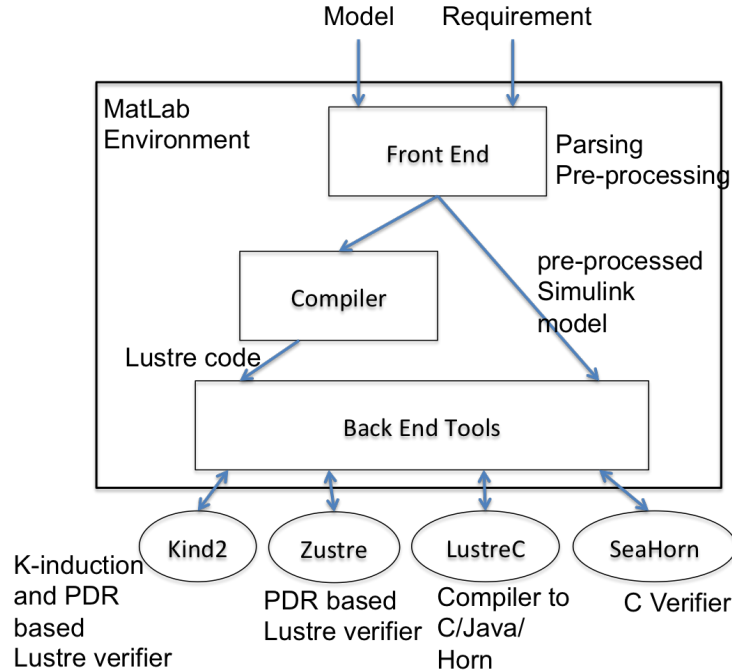 Model
Requirement
MatLab
Environment
Front End
Parsing
Pre-processing
Compiler
pre-processed
Simulink
model
Lustre code
Back End Tools
Kind2
Zustre
LustreC
SeaHorn
K-induction
and PDR
based
Lustre verifier
PDR based
Lustre verifier
Compiler to
C/Java/
Horn
C Verifier